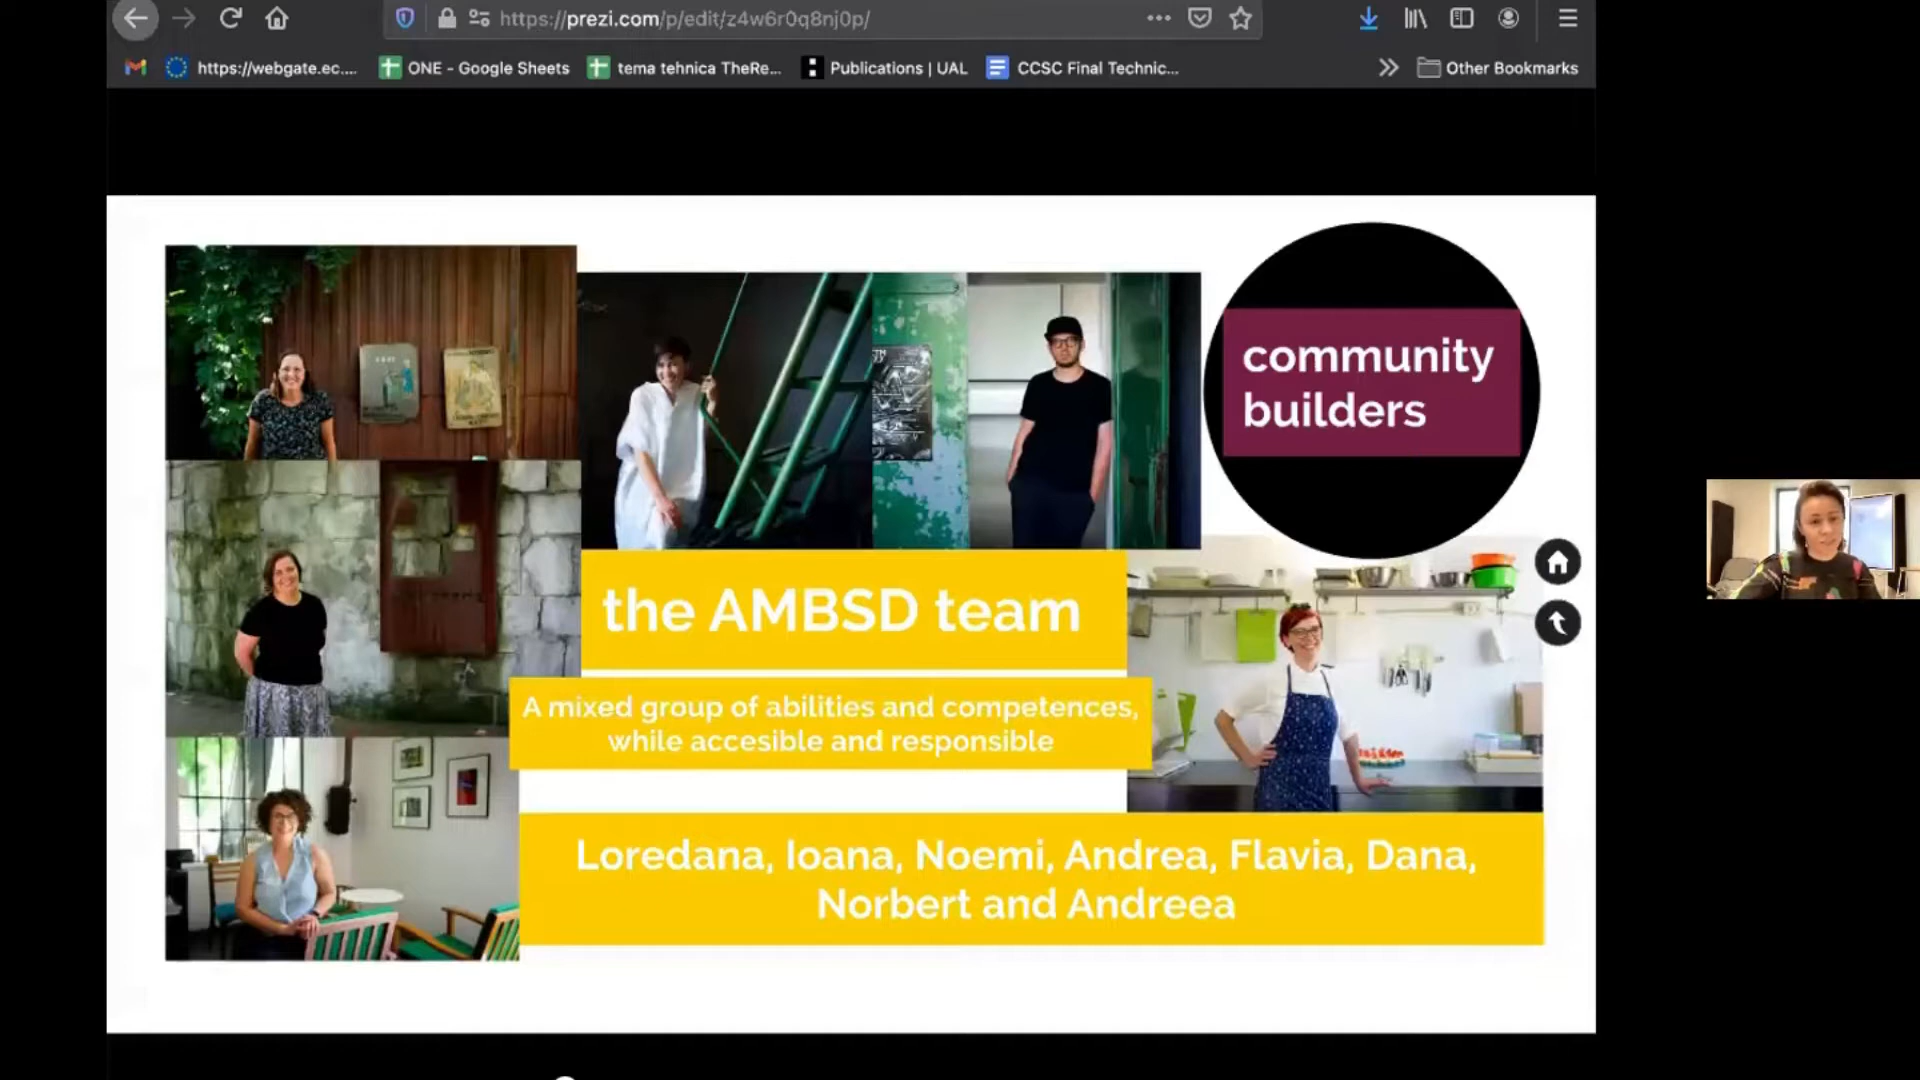 https://prezi.com/p/edit/z4w6r0q8nj0p/
https://webgate.ec....
ONE - Google Sheets
tema tehnica TheRe...
Publications | UAL
CCSC Final Technic...
Other Bookmarks
community
builders
the AMBSD team
A mixed group of abilities and competences,
while accesible and responsible
Loredana, Ioana, Noemi, Andrea, Flavia, Dana,
Norbert and Andreea